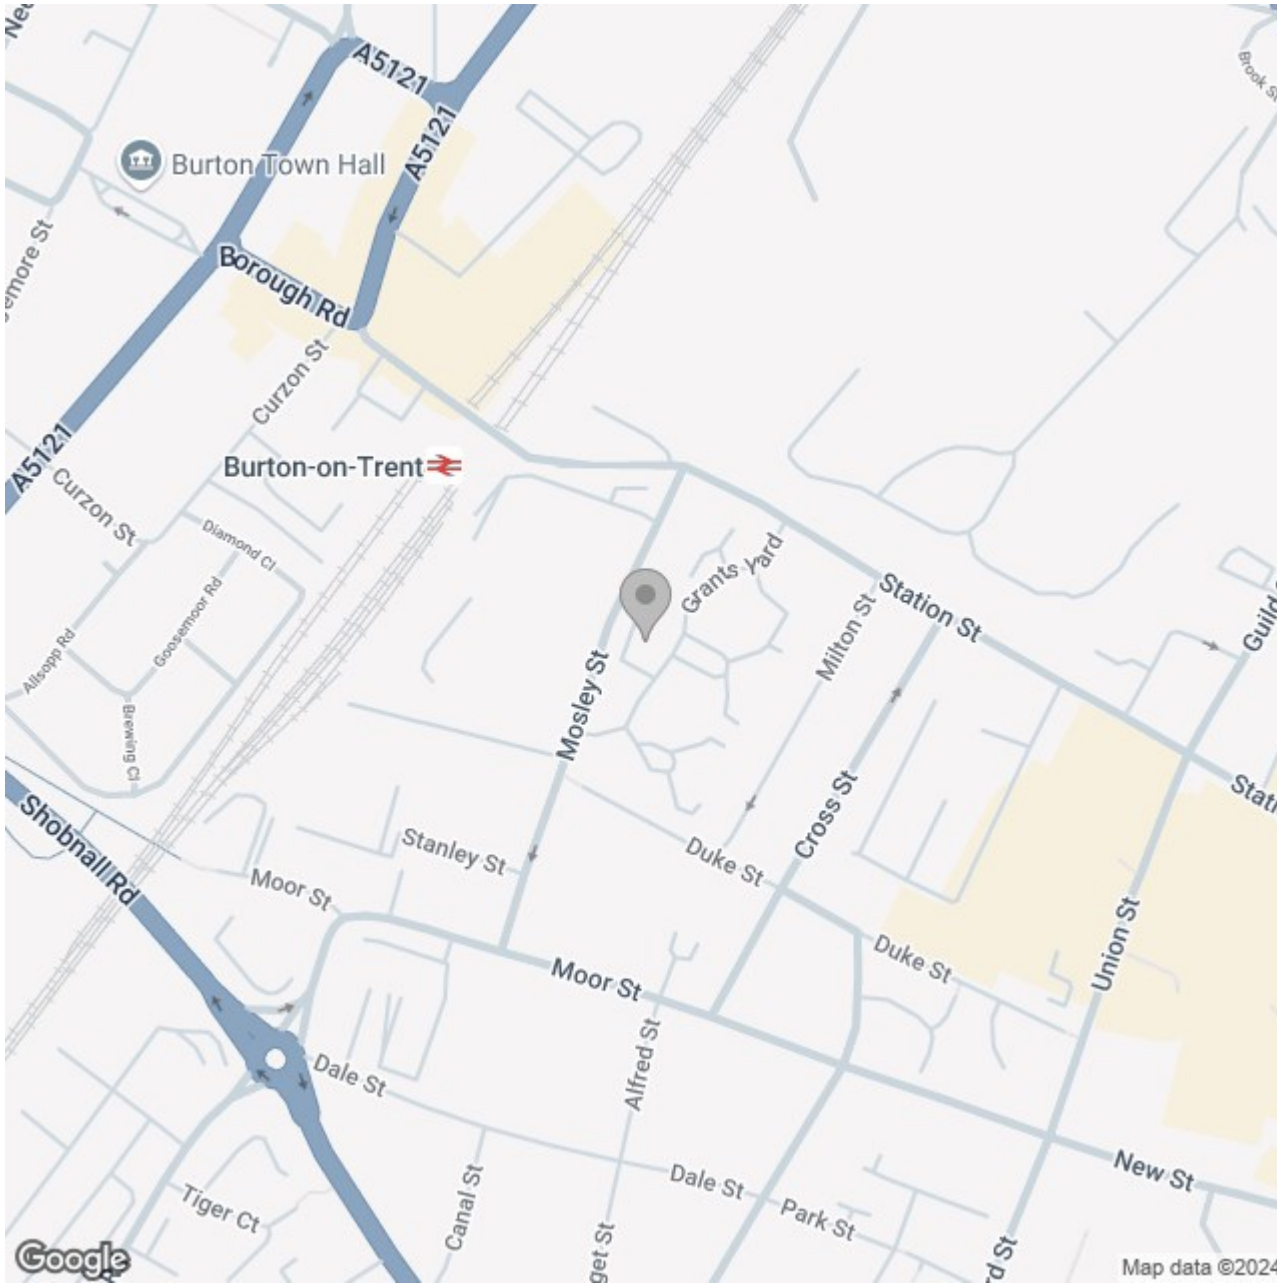 A5121
A5121
Brook St
Burton Town Hall
Borough Rd
Curzon St
A5121
Burton-on-Trent
Curzon St
Diamond Cl
Goosemoor Rd
Grants Yard
Station St
Milton St
Allsopp Rd
Mosley St
Brewing Cl
Shobnall Rd
Stanley St
Cross St
Duke St
Moor St
Union St
Duke St
Moor St
Alfred St
Dale St
New St
Dale St
Canal St
Park St
Tiger Ct
Google
Map data ©2024